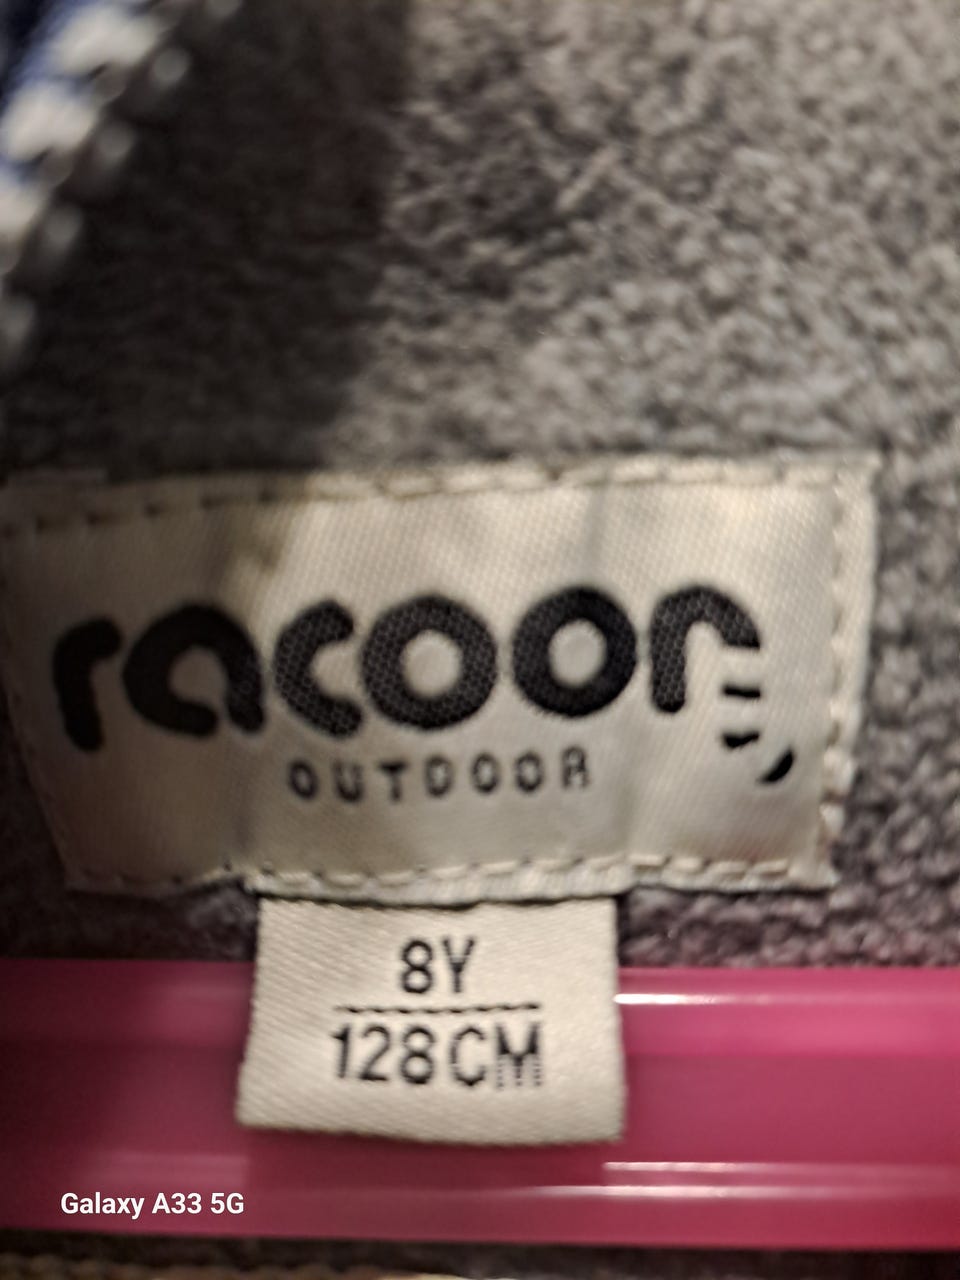 racoon
OUTDOOR
8Y
128CM
Galaxy A33 5G